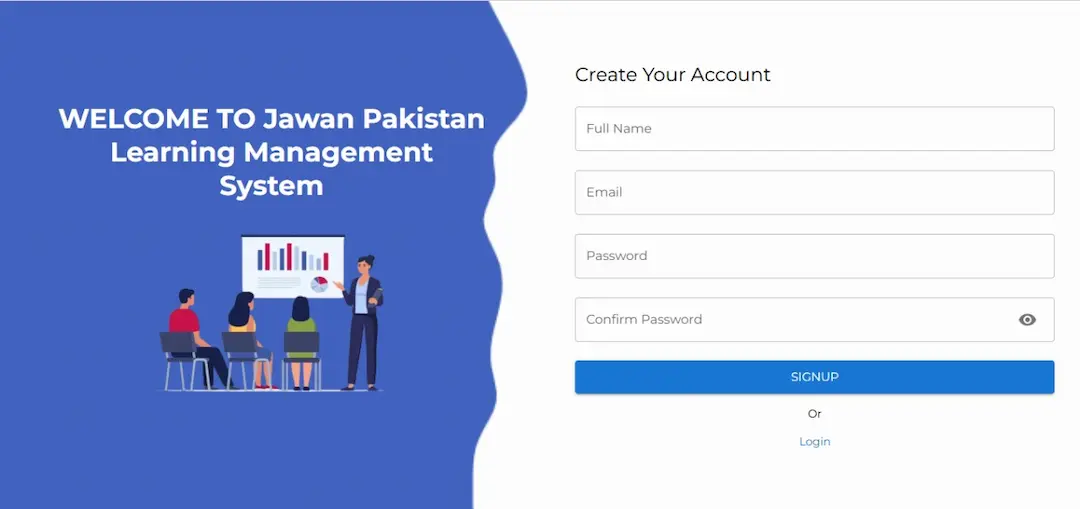 WELCOME TO Jawan Pakistan
Learning Management
System
Create Your Account
Full Name
Email
Password
Confirm Password
SIGNUP
Or
Login